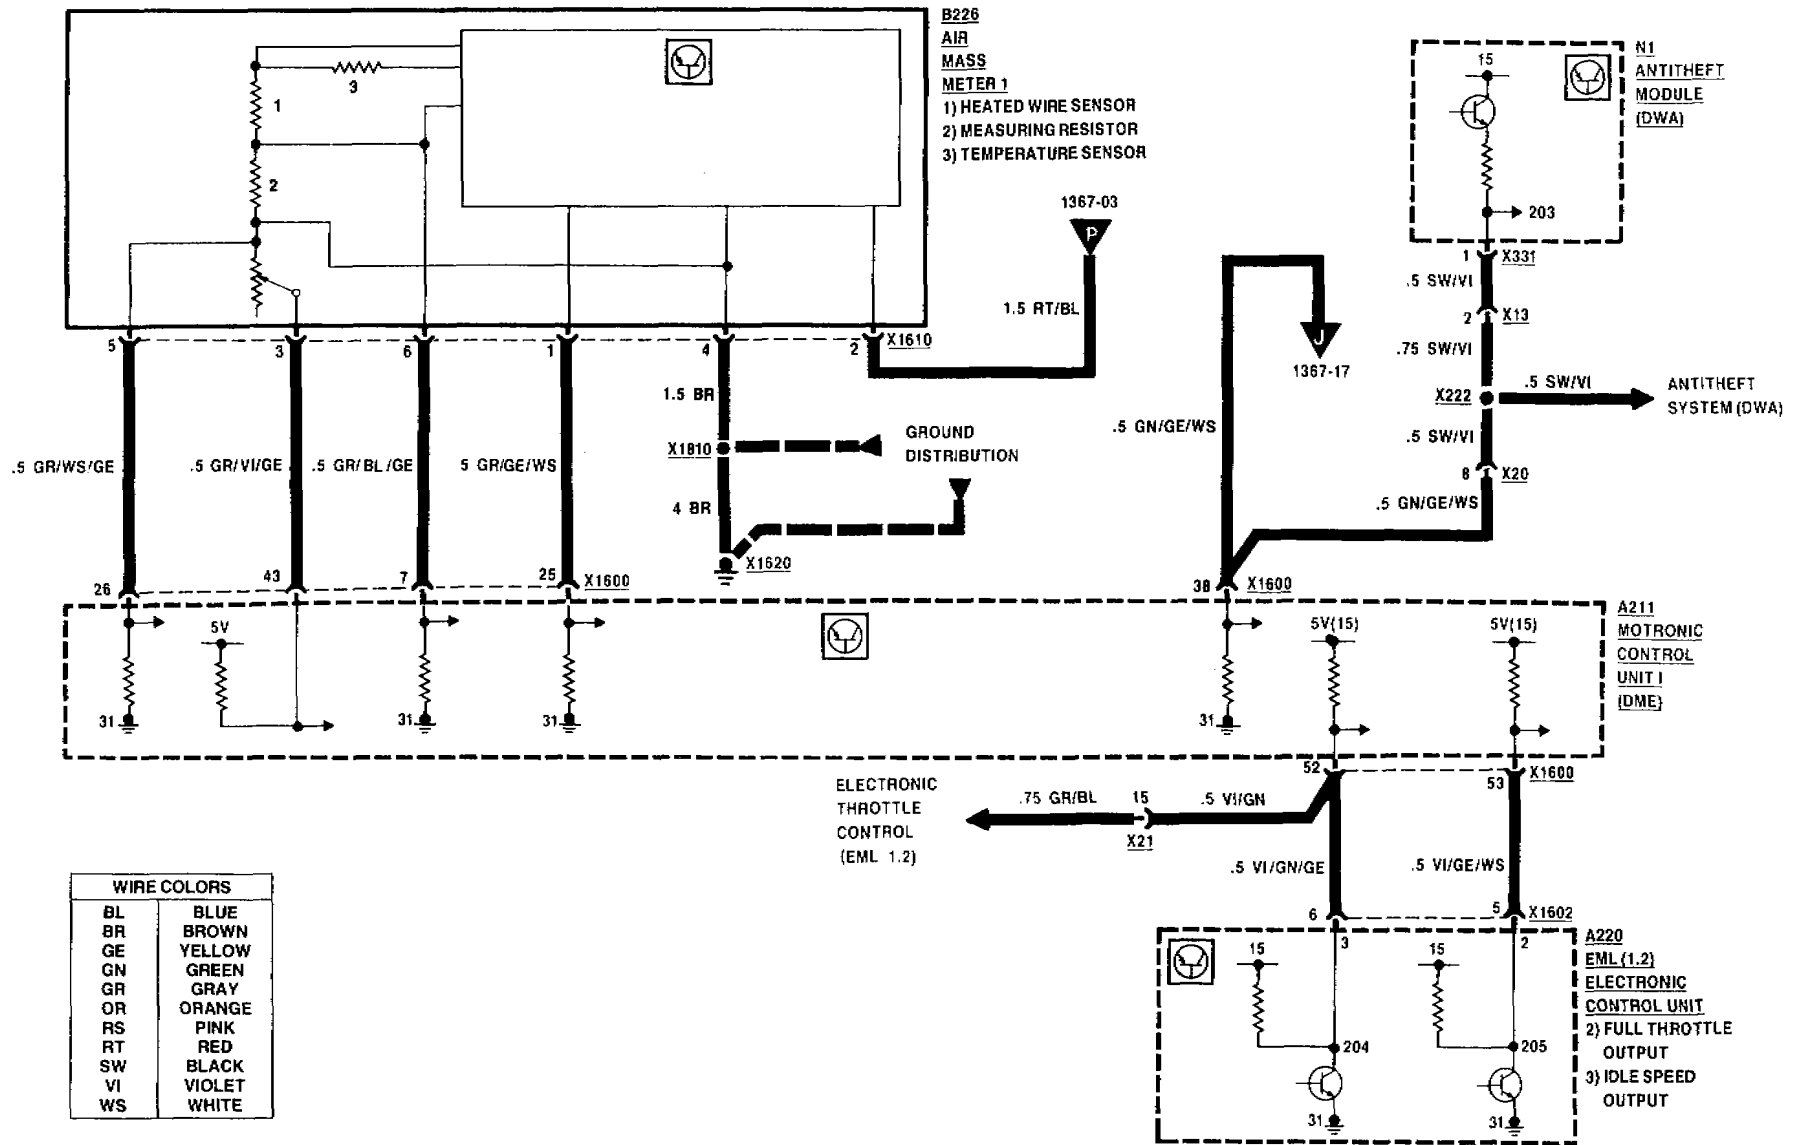 B226
AIR
MASS
METER 1
1) HEATED WIRE SENSOR
2) MEASURING RESISTOR
3) TEMPERATURE SENSOR
1
2
3
N1
ANTITHEFT
MODULE
(DWA)
15
203
1 X331
.5 SW/VI
2 X13
.75 SW/VI
X222
.5 SW/VI
ANTITHEFT
SYSTEM (DWA)
.5 SW/VI
8 X20
.5 GN/GE/WS
1367-03
P
1.5 RT/BL
J
1367-17
.5 GN/GE/WS
5 3 6 1 4 2 X1610
1.5 BR
X1810
GROUND
DISTRIBUTION
4 BR
X1620
.5 GR/WS/GE
.5 GR/VI/GE
.5 GR/BL/GE
5 GR/GE/WS
26 43 7 25 X1600
38 X1600
A211
MOTRONIC
CONTROL
UNIT I
(DME)
5V
5V(15)
5V(15)
31 31 31 31
52 53 X1600
ELECTRONIC
THROTTLE
CONTROL
(EML 1.2)
.75 GR/BL
15
X21
.5 VI/GN
.5 VI/GN/GE
.5 VI/GE/WS
6 5 X1602
3 2
A220
EML (1.2)
ELECTRONIC
CONTROL UNIT
2) FULL THROTTLE
OUTPUT
3) IDLE SPEED
OUTPUT
15 15
204 205
31 31
WIRE COLORS
BL BLUE
BR BROWN
GE YELLOW
GN GREEN
GR GRAY
OR ORANGE
RS PINK
RT RED
SW BLACK
VI VIOLET
WS WHITE